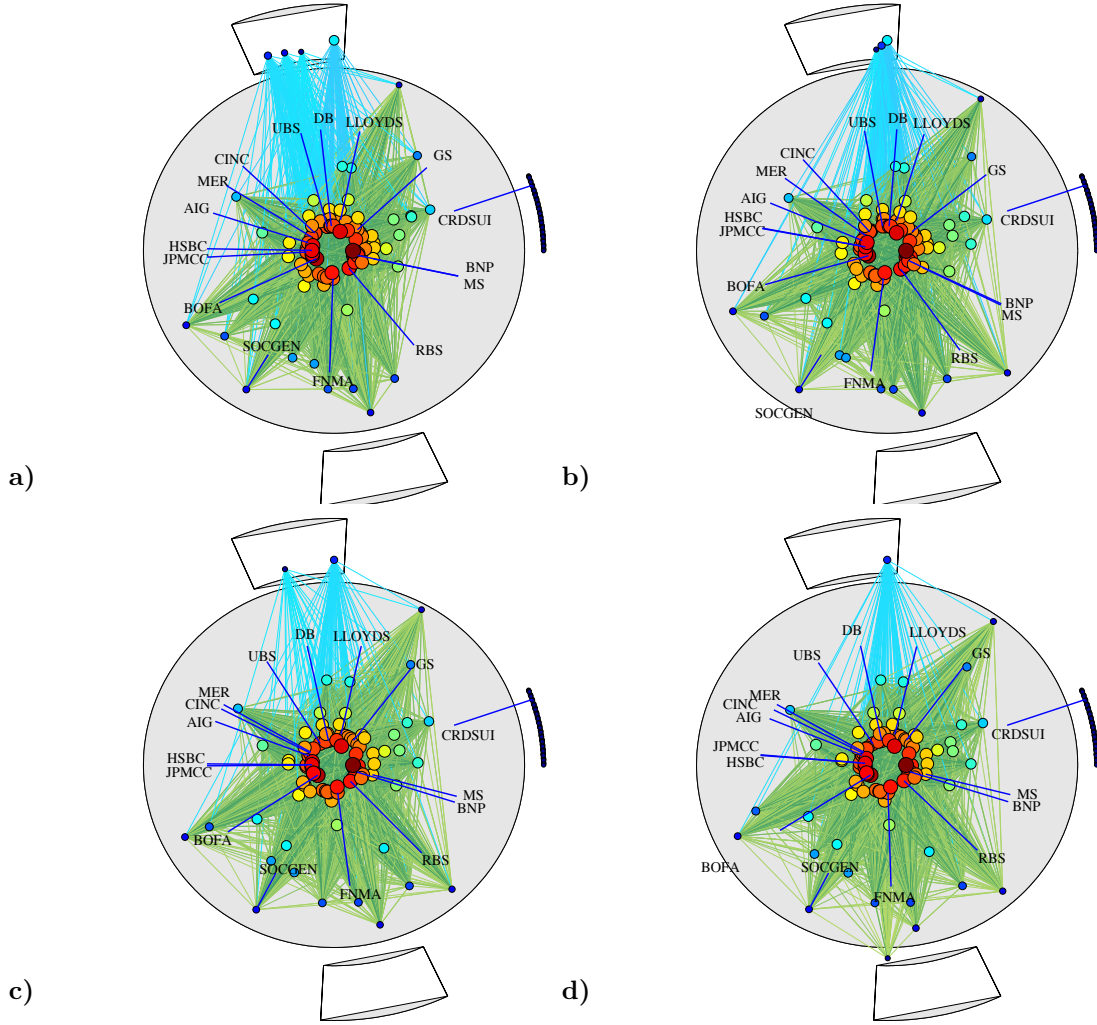 DB
LLOYDS
UBS
GS
CINC
MER
AIG
CRDSUI
HSBC
JPMCC
BNP
MS
BOFA
SOCGEN
RBS
FNMA
a)
UBS
DB
LLOYDS
CINC
MER
GS
AIG
HSBC
JPMCC
CRDSUI
BOFA
BNP
MS
RBS
FNMA
SOCGEN
b)
DB
LLOYDS
UBS
GS
MER
CINC
AIG
CRDSUI
HSBC
JPMCC
MS
BNP
BOFA
SOCGEN
RBS
FNMA
c)
DB
LLOYDS
UBS
GS
MER
CINC
AIG
CRDSUI
JPMCC
HSBC
MS
BNP
RBS
BOFA
SOCGEN
FNMA
d)